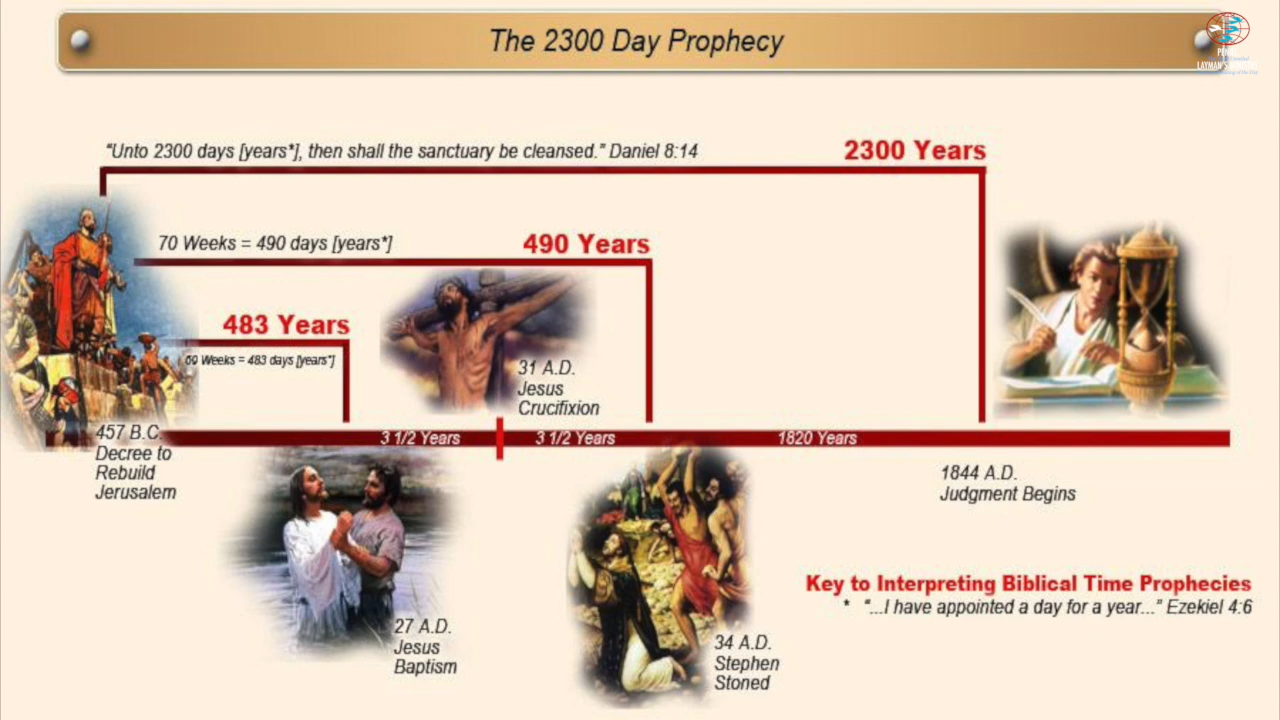 The 2300 Day Prophecy
LAYMAN'S
"Unto 2300 days [years*], then shall the sanctuary be cleansed." Daniel 8:14
2300 Years
70 Weeks = 490 days [years*]
490 Years
483 Years
Weeks = 483 days [years*]
31 A.D.
Jesus
Crucifixion
457 B.C.
Decree to
Rebuild
Jerusalem
3 1/2 Years
3 1/2 Years
1820 Years
1844 A.D.
Judgment Begins
Key to Interpreting Biblical Time Prophecies
* "...I have appointed a day for a year..." Ezekiel 4:6
27 A.D.
Jesus
Baptism
34 A.D.
Stephen
Stoned